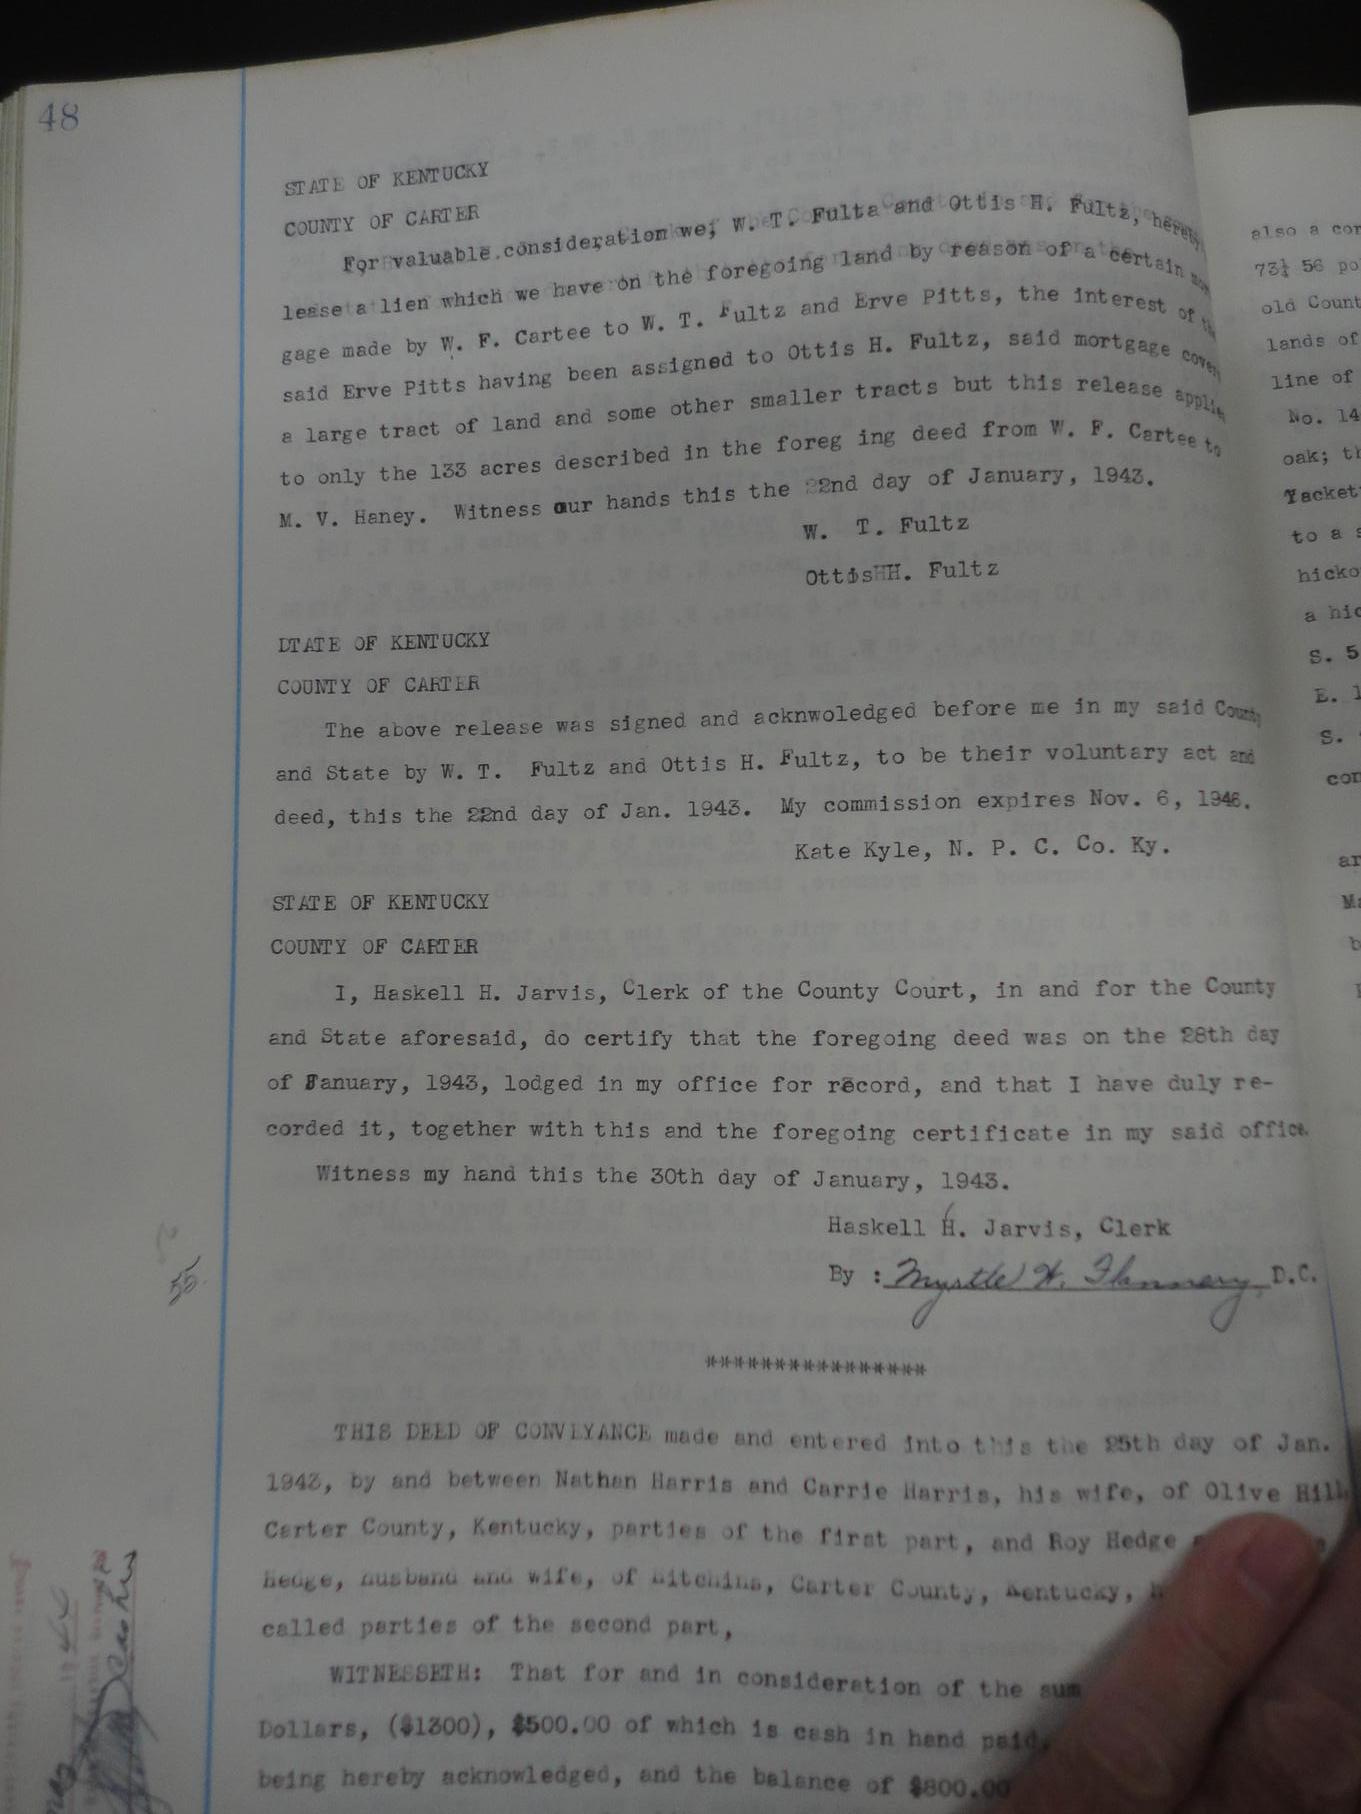 48
STATE OF KENTUCKY
COUNTY OF CARTER
For valuable consideration we, W. T. Fulta and Ottis H. Fultz, hereby
lease a lien which we have on the foregoing land by reason of a certain
gage made by W. F. Cartee to W. T. Fultz and Erve Pitts, the interest of the
said Erve Pitts having been assigned to Ottis H. Fultz, said mortgage covers
a large tract of land and some other smaller tracts but this release applies
to only the 133 acres described in the foreg ing deed from W. F. Cartee to
M. V. Haney. Witness our hands this the 22nd day of January, 1943.
W. T. Fultz
Ottis H. Fultz
DTATE OF KENTUCKY
COUNTY OF CARTER
The above release was signed and acknwoledged before me in my said County
and State by W. T. Fultz and Ottis H. Fultz, to be their voluntary act and
deed, this the 22nd day of Jan. 1943. My commission expires Nov. 6, 1946.
Kate Kyle, N. P. C. Co. Ky.
STATE OF KENTUCKY
COUNTY OF CARTER
I, Haskell H. Jarvis, Clerk of the County Court, in and for the County
and State aforesaid, do certify that the foregoing deed was on the 28th day
of January, 1943, lodged in my office for record, and that I have duly re-
corded it, together with this and the foregoing certificate in my said office.
Witness my hand this the 30th day of January, 1943.
Haskell H. Jarvis, Clerk
By : Myrtle H. Flannery D.C.
55
****************
THIS DEED OF CONVEYANCE made and entered into this the 25th day of Jan.
1943, by and between Nathan Harris and Carrie Harris, his wife, of Olive Hill
Carter County, Kentucky, parties of the first part, and Roy Hedge
Hedge, husband and wife, of Hitchins, Carter County, Kentucky,
called parties of the second part,
WITNESSETH: That for and in consideration of the sum
Dollars, ($1300), $500.00 of which is cash in hand paid,
being hereby acknowledged, and the balance of $800.00
also a
73½ 56
old
lands of
line of
No. 14
oak;
to a
a
S. 5
E. 1
S.